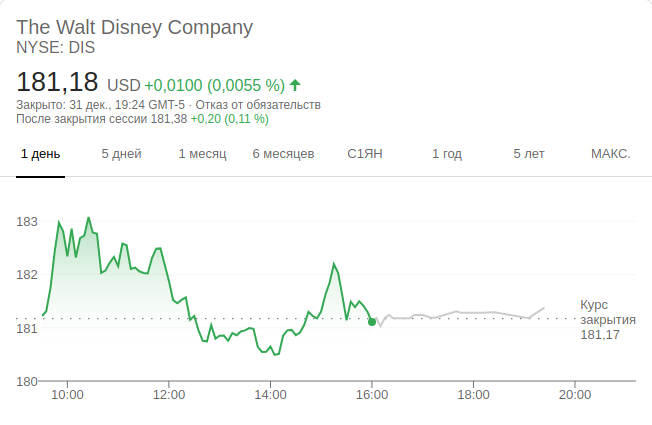 The Walt Disney Company
NYSE: DIS
181,18 USD +0,0100 (0,0055 %)
Закрыто: 31 дек., 19:24 GMT-5 · Отказ от обязательств
После закрытия сессии 181,38 +0,20 (0,11 %)
1 день 5 дней 1 месяц 6 месяцев С1ЯН 1 год 5 лет МАКС.
183
182
181
180
Курс
закрытия
181,17
10:00 12:00 14:00 16:00 18:00 20:00